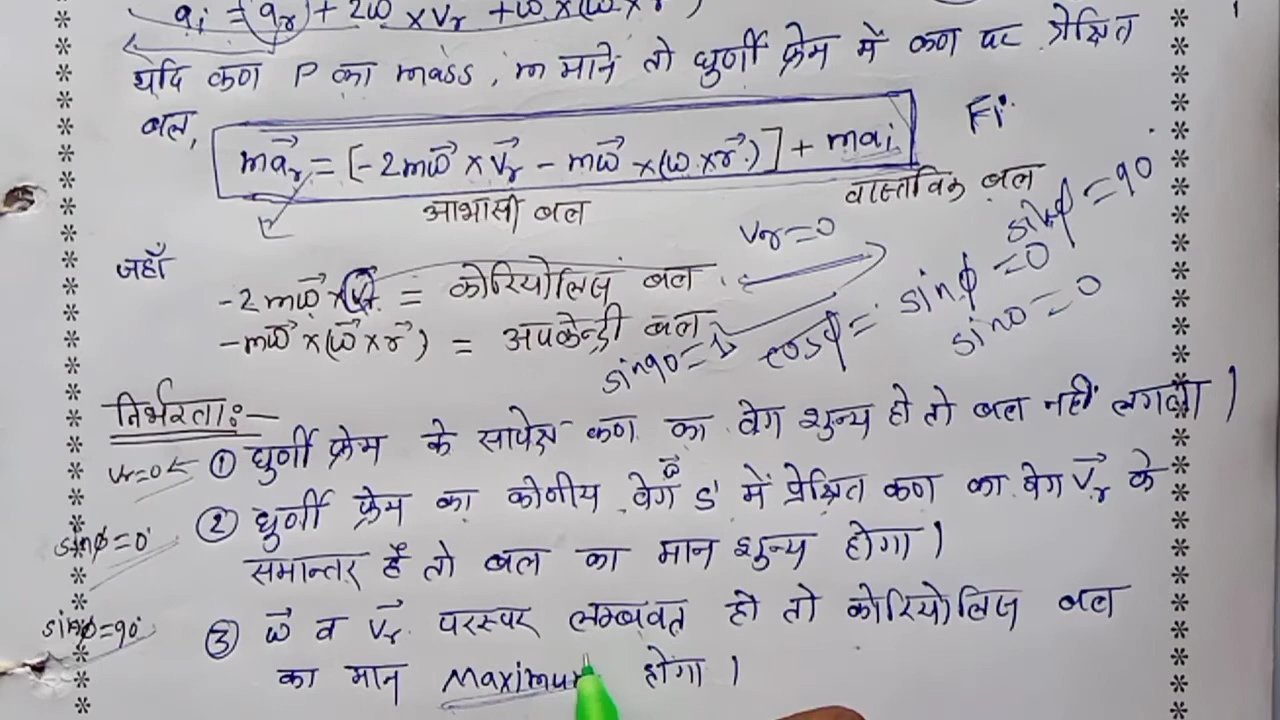 aᵢ = (aᵣ) + 2ω × Vᵣ + ω × (ω × r)
यदि कण P का mass, m माने तो धुर्णी फ्रेम में कण पर प्रेक्षित
बल,
maᵣ⃗ = [-2mω⃗ × Vᵣ⃗ - mω⃗ × (ω × r⃗)] + maᵢ
Fᵢ
आभासी बल
वास्तविक बल
जहाँ
Vᵣ = 0
sinϕ = 90
-2mω⃗ × Vᵣ = कोरियोलिज बल
sinϕ = 0
-mω⃗ × (ω⃗ × r⃗) = अपकेन्द्री बल
sin90 = 1
cosϕ =
sin0 = 0
निर्भरता:—
Vᵣ=0 ← ① धुर्णी फ्रेम के सापेक्ष कण का वेग शुन्य हो तो बल नहीं लगता।
② धुर्णी फ्रेम का कोणीय वेग ω⃗ S' में प्रेक्षित कण का वेग Vᵣ⃗ के
sinϕ=0 समान्तर हैं तो बल का मान शुन्य होगा।
sinϕ=90° ③ ω⃗ व Vᵣ⃗ परस्पर लम्बवत हो तो कोरियोलिज बल
का मान Maximum होगा।